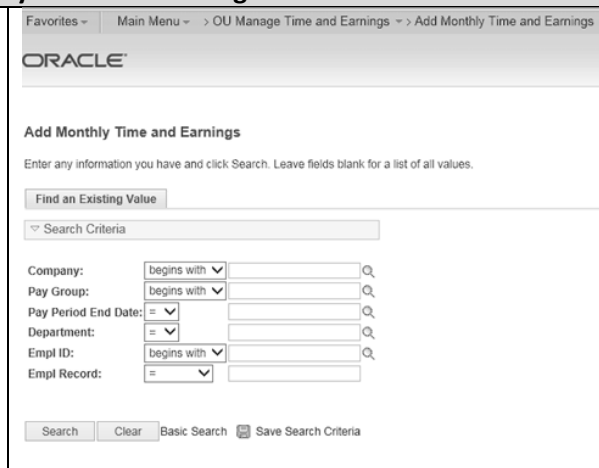 Favorites Main Menu > OU Manage Time and Earnings > Add Monthly Time and Earnings
ORACLE
Add Monthly Time and Earnings
Enter any information you have and click Search. Leave fields blank for a list of all values.
Find an Existing Value
Search Criteria
Company: begins with
Pay Group: begins with
Pay Period End Date: =
Department: =
Empl ID: begins with
Empl Record: =
Search Clear Basic Search Save Search Criteria